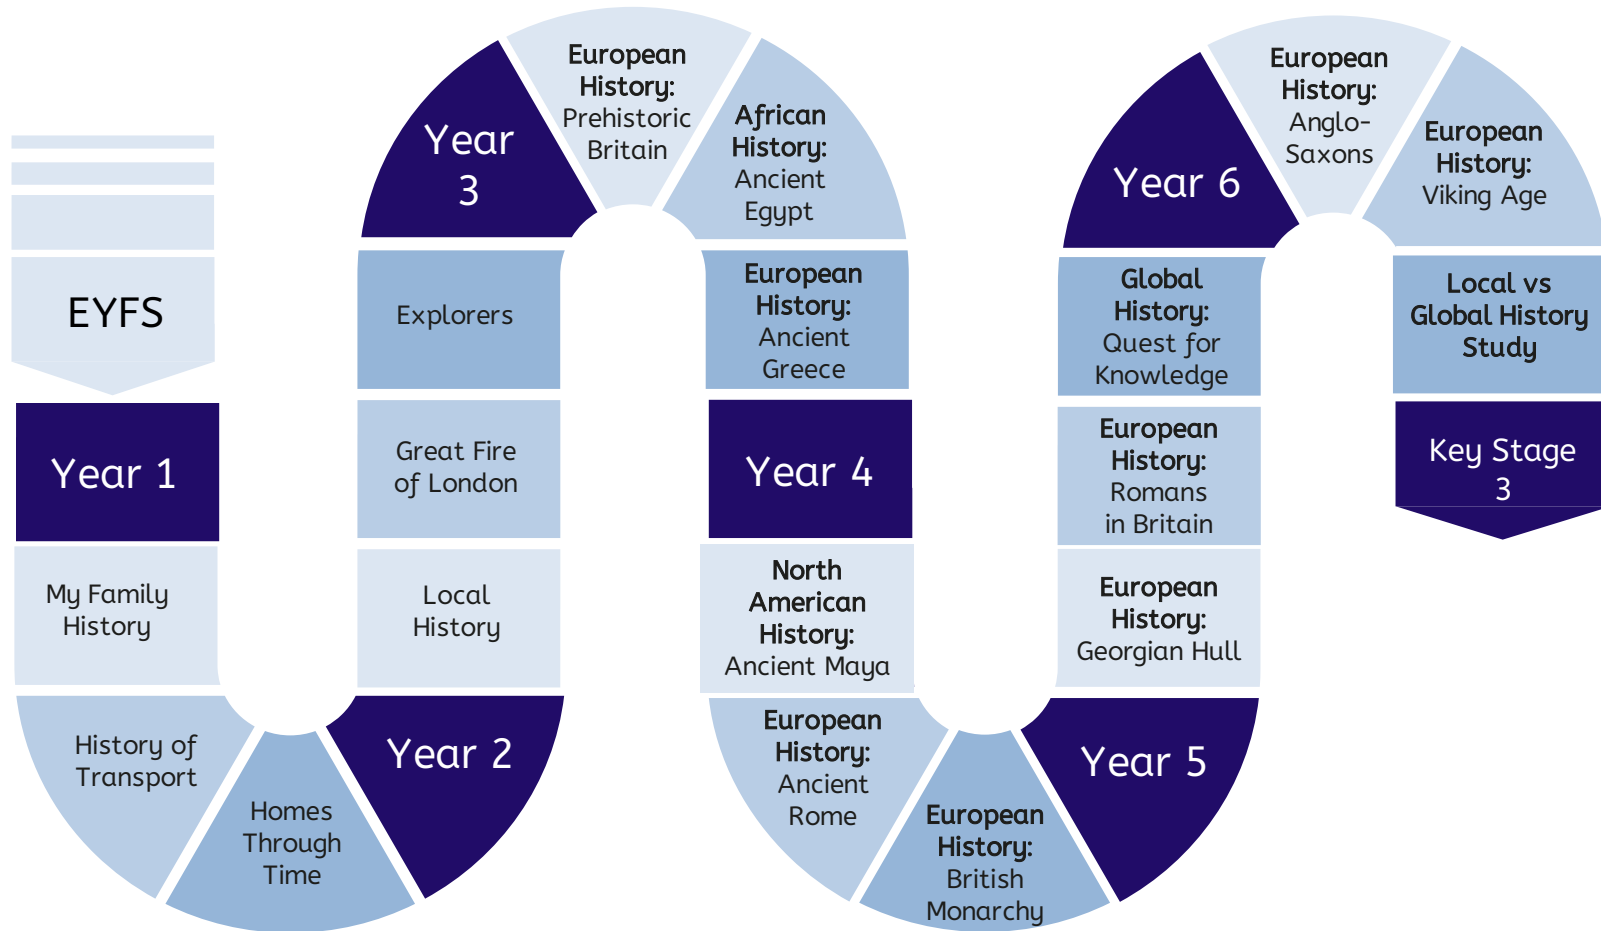 EYFS
Year 1
My Family
History
History of
Transport
Homes
Through
Time
Year 2
Local
History
Great Fire
of London
Explorers
Year
3
European
History:
Prehistoric
Britain
African
History:
Ancient
Egypt
European
History:
Ancient
Greece
Year 4
North
American
History:
Ancient Maya
European
History:
Ancient
Rome
European
History:
British
Monarchy
Year 5
European
History:
Georgian Hull
European
History:
Romans
in Britain
Global
History:
Quest for
Knowledge
Year 6
European
History:
Anglo-
Saxons
European
History:
Viking Age
Local vs
Global History
Study
Key Stage
3